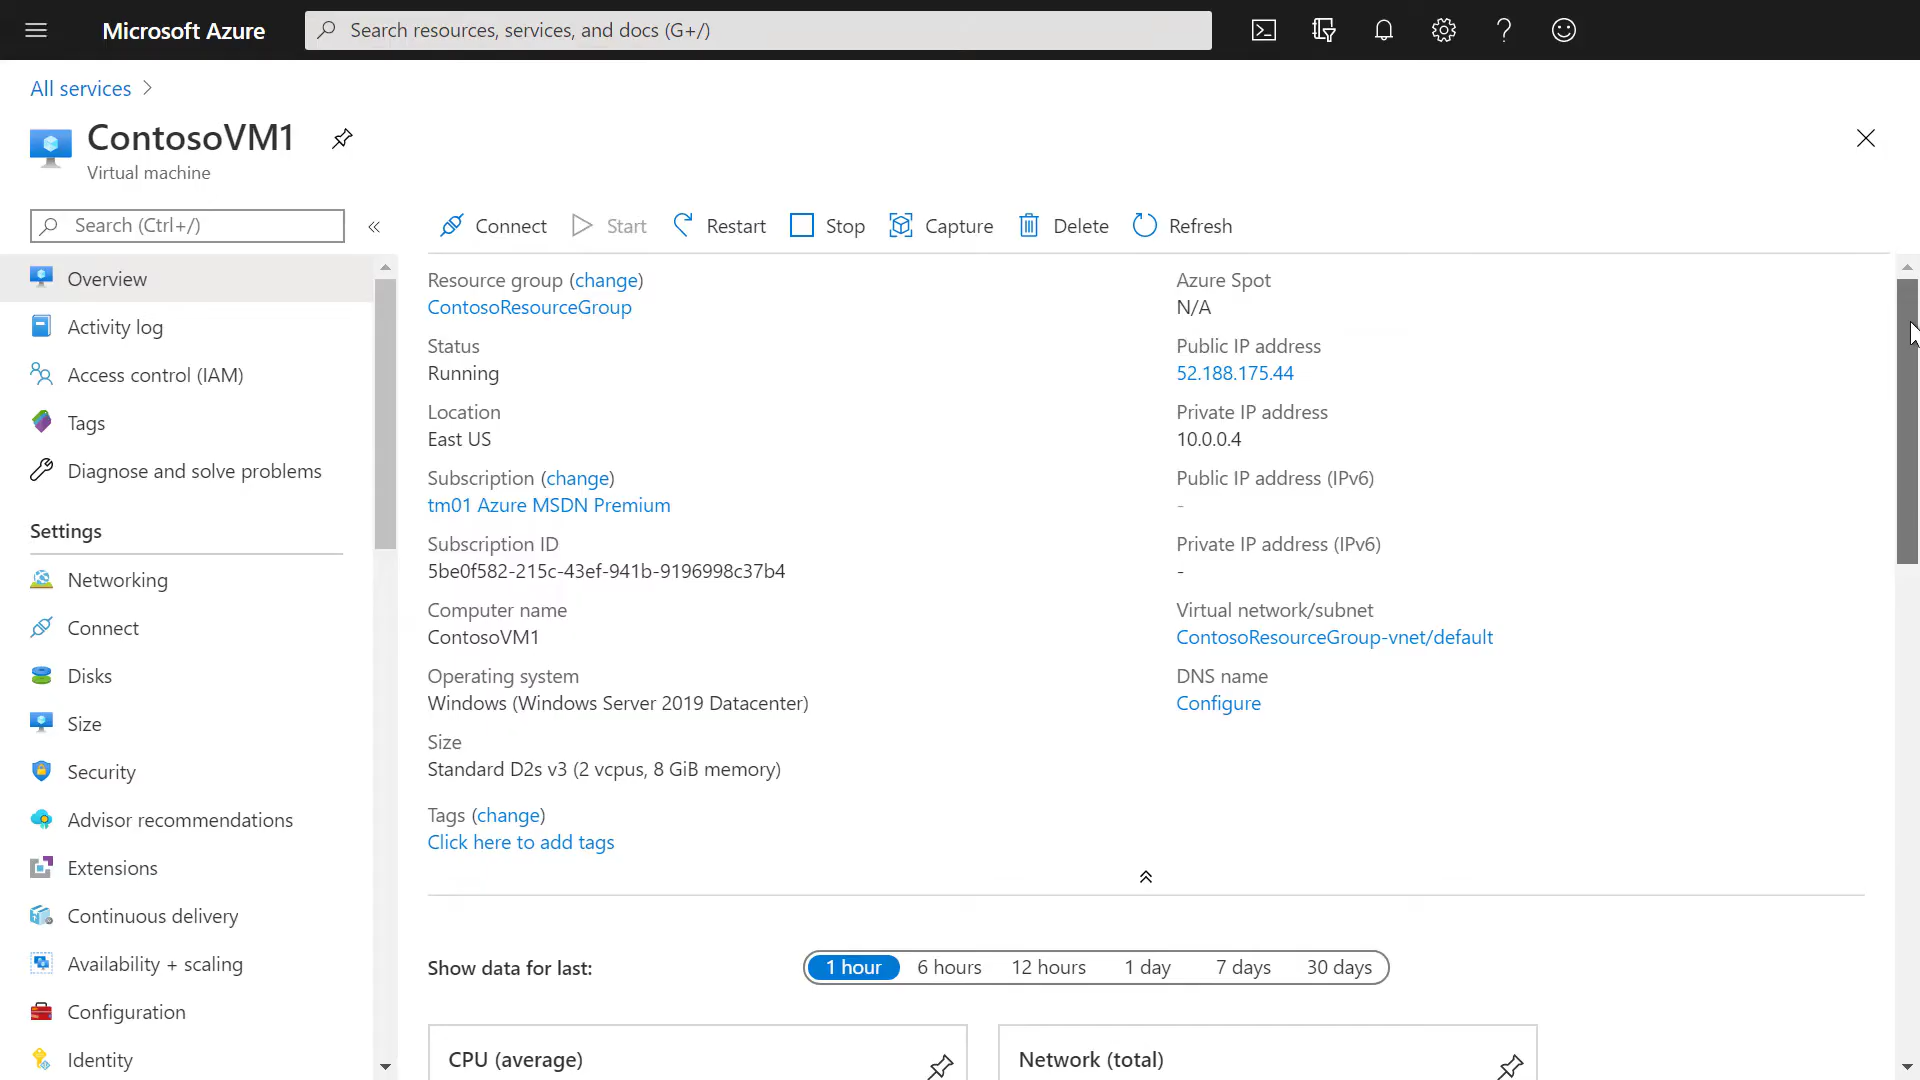 Microsoft Azure
Search resources, services, and docs (G+/)
All services
ContosoVM1
Virtual machine
Search (Ctrl+/)
Connect Start Restart Stop Capture Delete Refresh
Overview
Activity log
Access control (IAM)
Tags
Diagnose and solve problems
Settings
Networking
Connect
Disks
Size
Security
Advisor recommendations
Extensions
Continuous delivery
Availability + scaling
Configuration
Identity
Resource group (change)
ContosoResourceGroup
Status
Running
Location
East US
Subscription (change)
tm01 Azure MSDN Premium
Subscription ID
5be0f582-215c-43ef-941b-9196998c37b4
Computer name
ContosoVM1
Operating system
Windows (Windows Server 2019 Datacenter)
Size
Standard D2s v3 (2 vcpus, 8 GiB memory)
Tags (change)
Click here to add tags
Azure Spot
N/A
Public IP address
52.188.175.44
Private IP address
10.0.0.4
Public IP address (IPv6)
-
Private IP address (IPv6)
-
Virtual network/subnet
ContosoResourceGroup-vnet/default
DNS name
Configure
Show data for last:
1 hour 6 hours 12 hours 1 day 7 days 30 days
CPU (average)
Network (total)